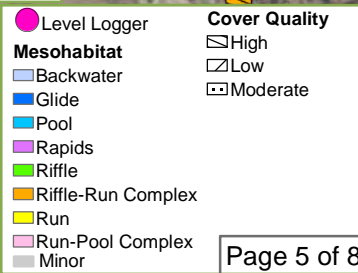 Level Logger
Mesohabitat
Backwater
Glide
Pool
Rapids
Riffle
Riffle-Run Complex
Run
Run-Pool Complex
Minor
Cover Quality
High
Low
Moderate
Page 5 of 8